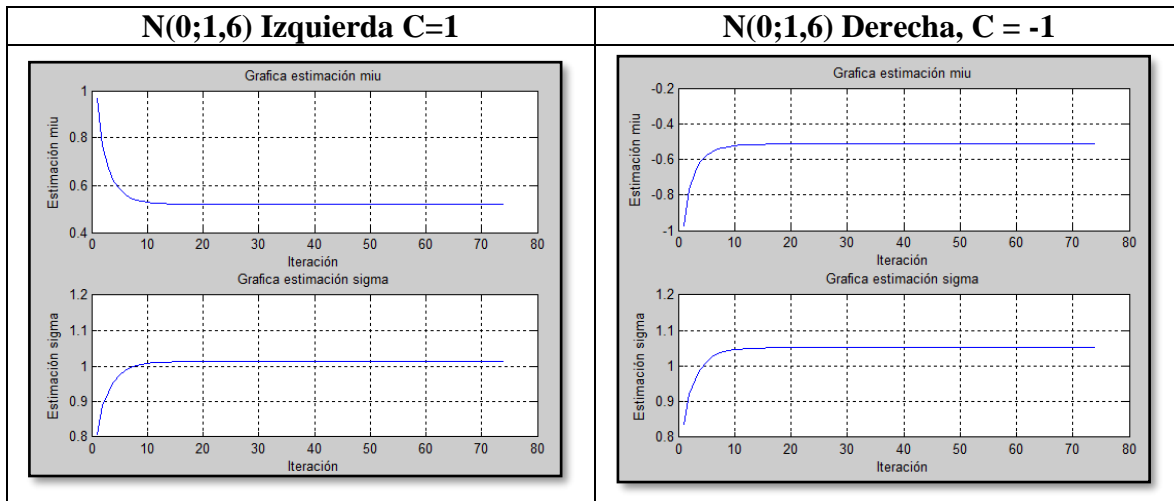 N(0;1,6) Izquierda C=1
N(0;1,6) Derecha, C = -1
Grafica estimación miu
Estimación miu
1
0.8
0.6
0.4
0 10 20 30 40 50 60 70 80
Iteración
Grafica estimación sigma
Estimación sigma
1.2
1.1
1
0.9
0.8
0 10 20 30 40 50 60 70 80
Iteración
Grafica estimación miu
Estimación miu
-0.2
-0.4
-0.6
-0.8
-1
0 10 20 30 40 50 60 70 80
Iteración
Grafica estimación sigma
Estimación sigma
1.2
1.1
1
0.9
0.8
0 10 20 30 40 50 60 70 80
Iteración